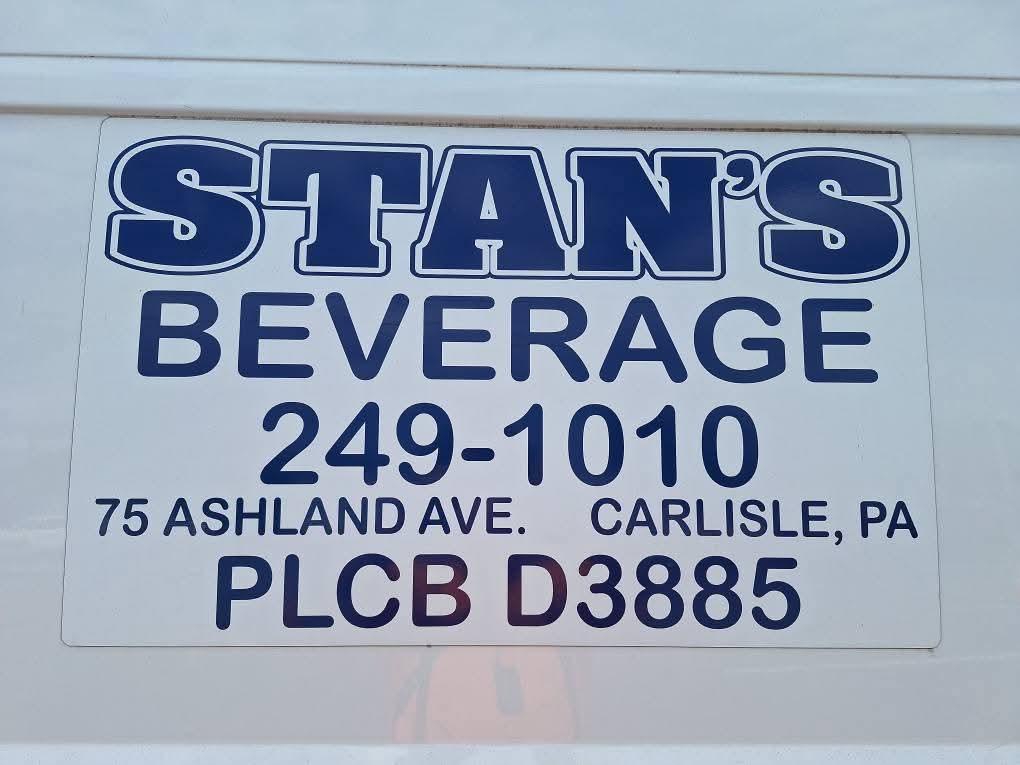 STAN'S
BEVERAGE
249-1010
75 ASHLAND AVE. CARLISLE, PA
PLCB D3885